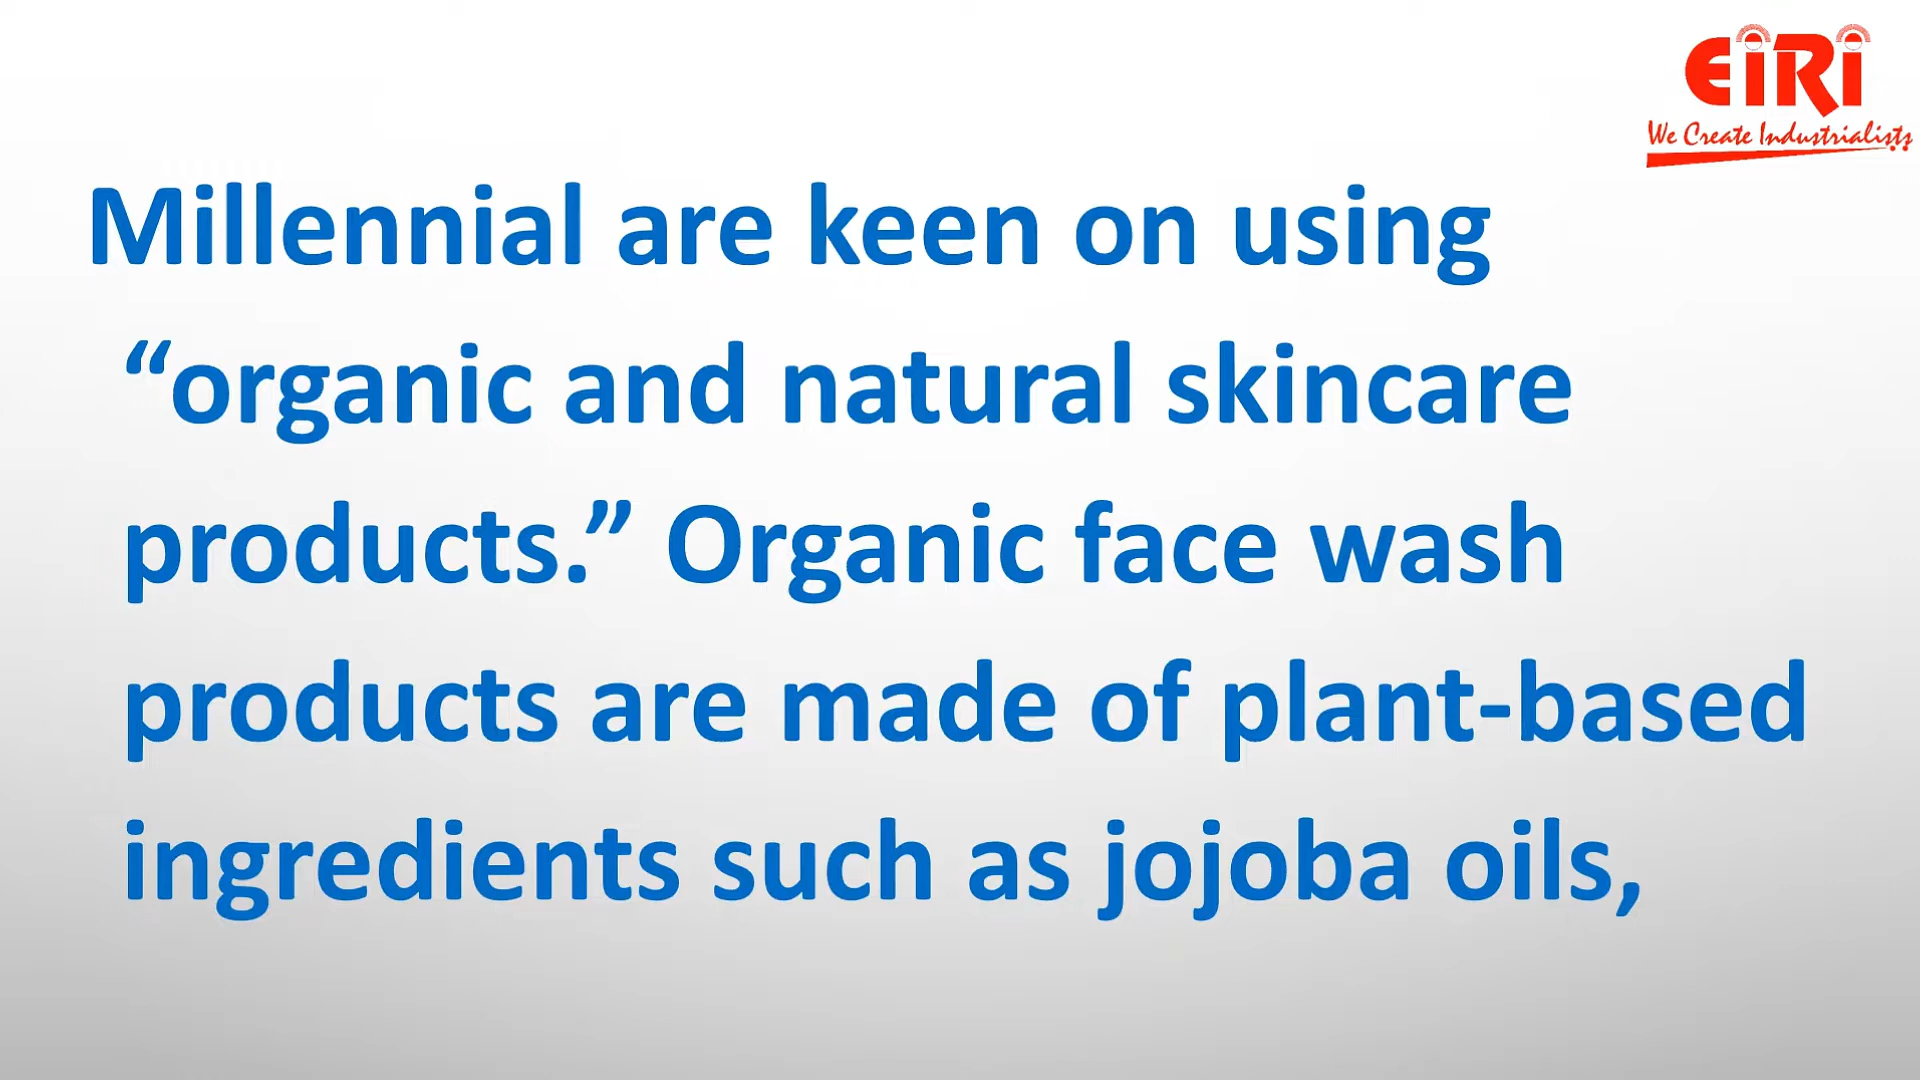 EiRi
We Create Industrialists
Millennial are keen on using
“organic and natural skincare
products.” Organic face wash
products are made of plant-based
ingredients such as jojoba oils,